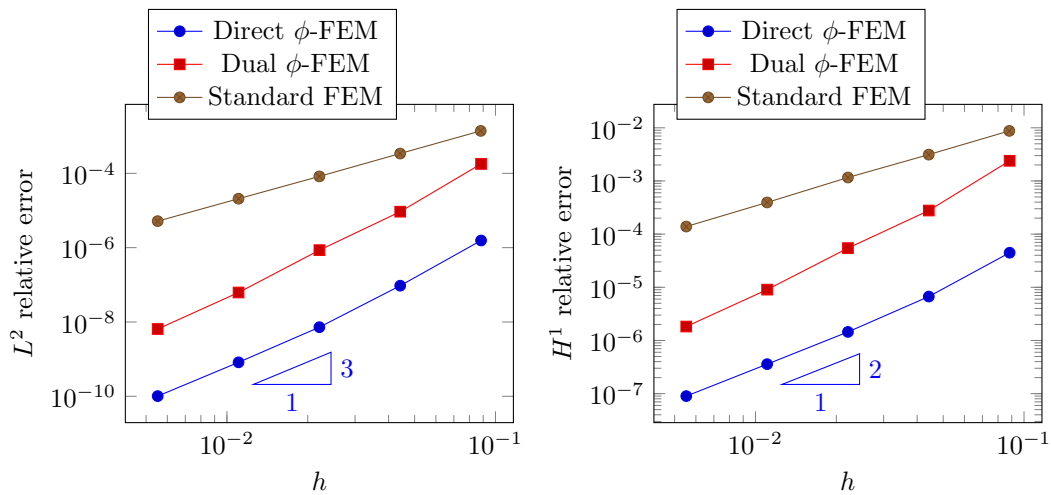 Direct ϕ-FEM
Dual ϕ-FEM
Standard FEM
10⁻⁴
10⁻⁶
10⁻⁸
10⁻¹⁰
L² relative error
3
1
10⁻²
10⁻¹
h
Direct ϕ-FEM
Dual ϕ-FEM
Standard FEM
10⁻²
10⁻³
10⁻⁴
10⁻⁵
10⁻⁶
10⁻⁷
H¹ relative error
2
1
10⁻²
10⁻¹
h